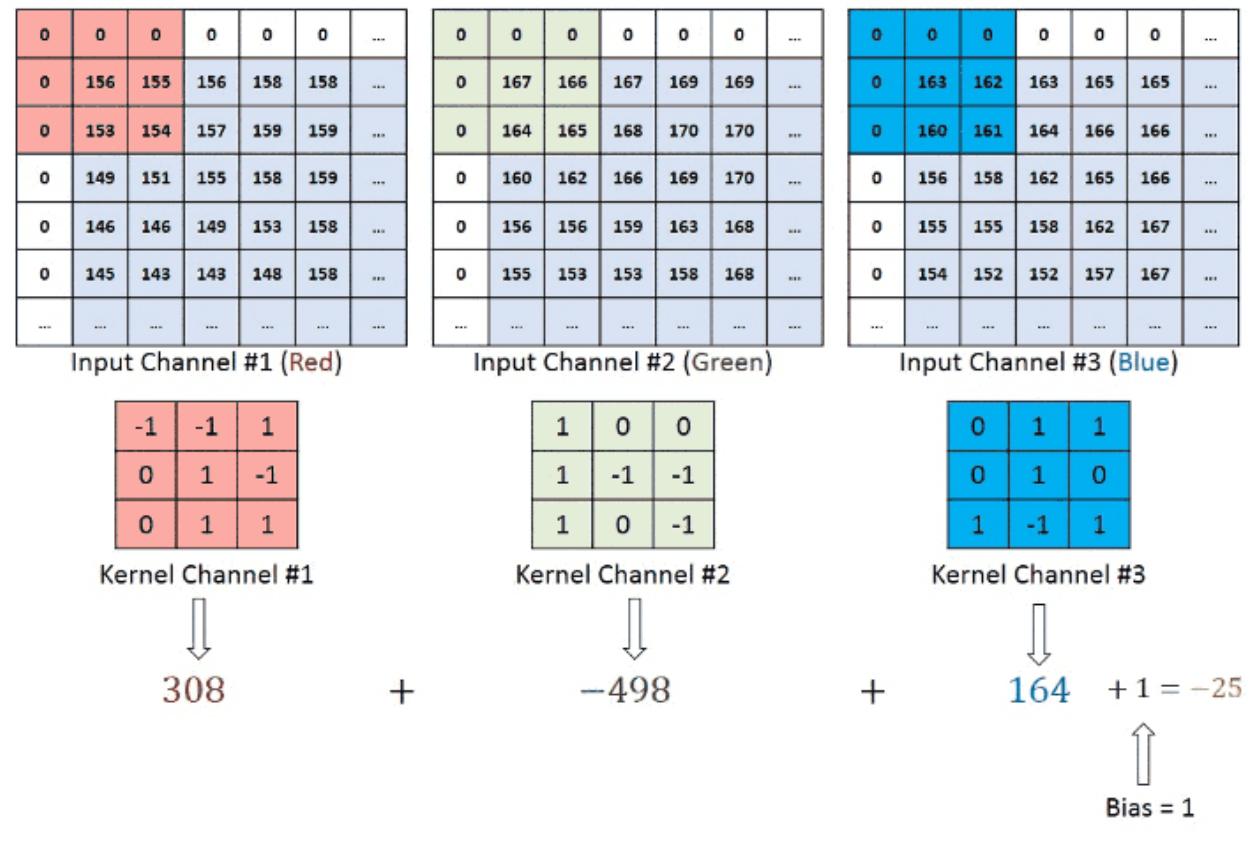 0 0 0 0 0 0 ... 0 0 0 0 0 0 ... 0 0 0 0 0 0 ...
0 156 155 156 158 158 ... 0 167 166 167 169 169 ... 0 163 162 163 165 165 ...
0 153 154 157 159 159 ... 0 164 165 168 170 170 ... 0 160 161 164 166 166 ...
0 149 151 155 158 159 ... 0 160 162 166 169 170 ... 0 156 158 162 165 166 ...
0 146 146 149 153 158 ... 0 156 156 159 163 168 ... 0 155 155 158 162 167 ...
0 145 143 143 148 158 ... 0 155 153 153 158 168 ... 0 154 152 152 157 167 ...
... ... ... ... ... ... ... ... ... ... ... ... ... ... ... ... ... ... ... ... ...
Input Channel #1 (Red) Input Channel #2 (Green) Input Channel #3 (Blue)
-1 -1 1 1 0 0 0 1 1
0 1 -1 1 -1 -1 0 1 0
0 1 1 1 0 -1 1 -1 1
Kernel Channel #1 Kernel Channel #2 Kernel Channel #3
308 + −498 + 164 + 1 = −25
Bias = 1